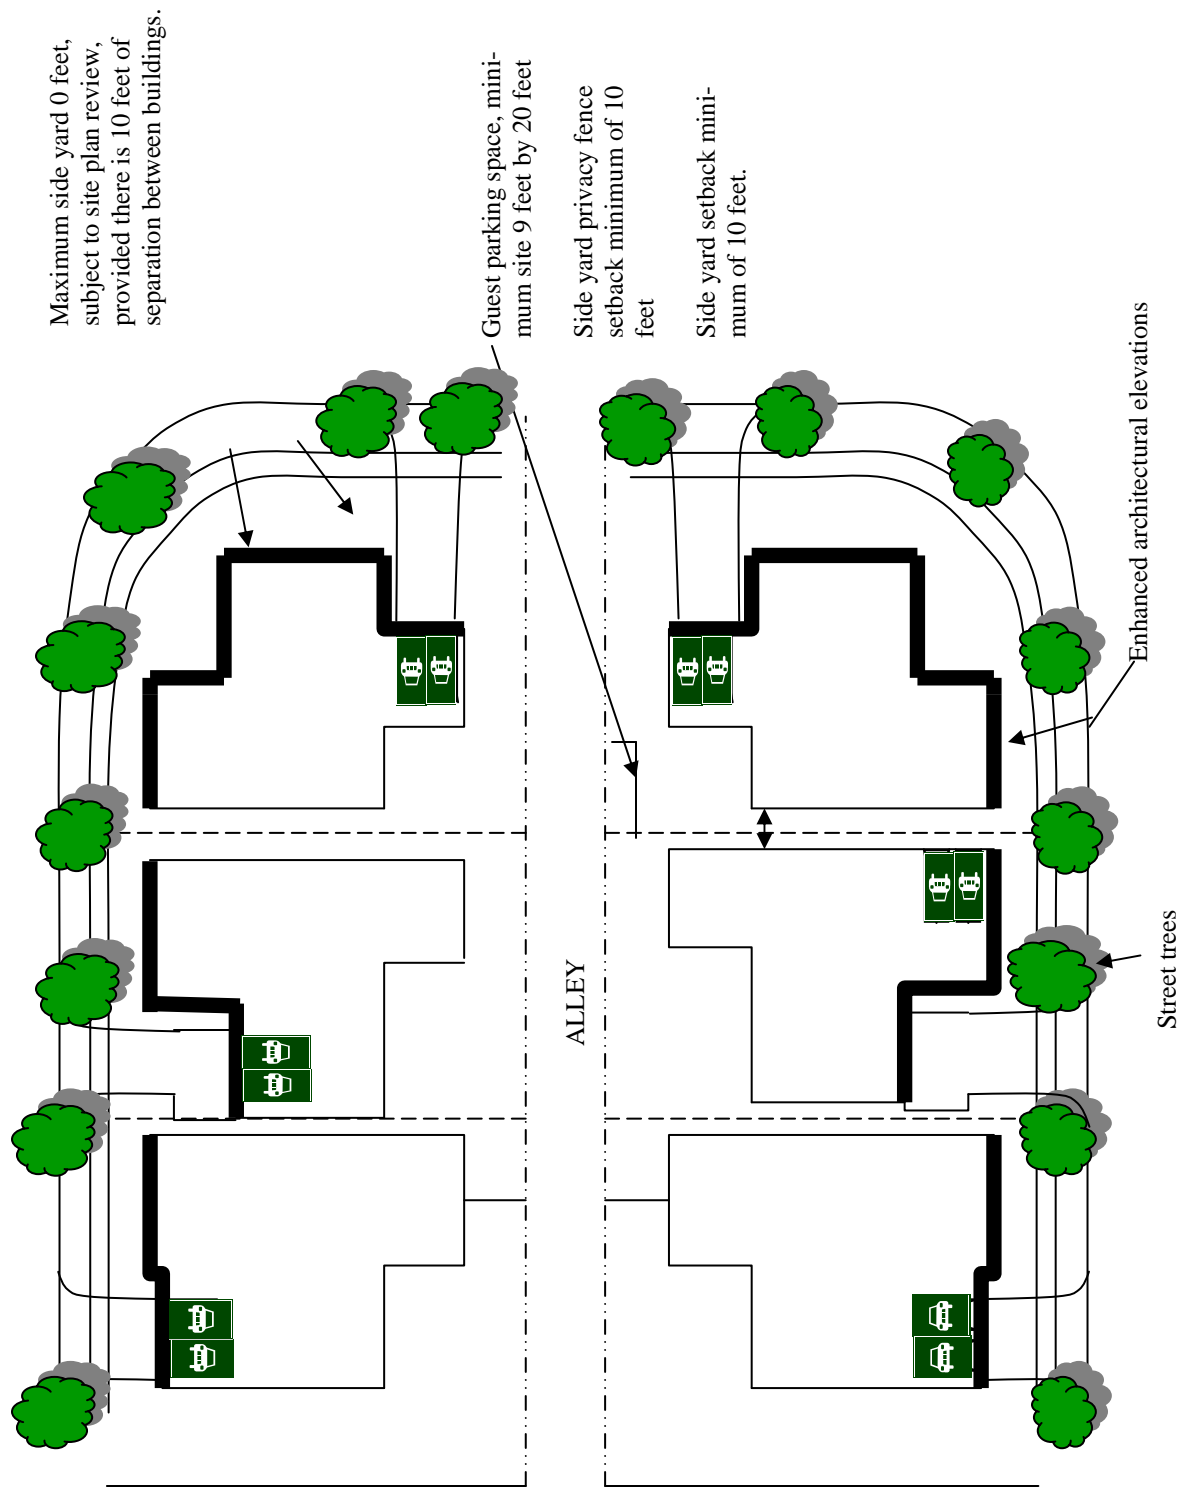 Maximum side yard 0 feet,
subject to site plan review,
provided there is 10 feet of
separation between buildings.
Guest parking space, mini-
mum site 9 feet by 20 feet
Side yard privacy fence
setback minimum of 10
feet
Side yard setback mini-
mum of 10 feet.
Enhanced architectural elevations
ALLEY
Street trees